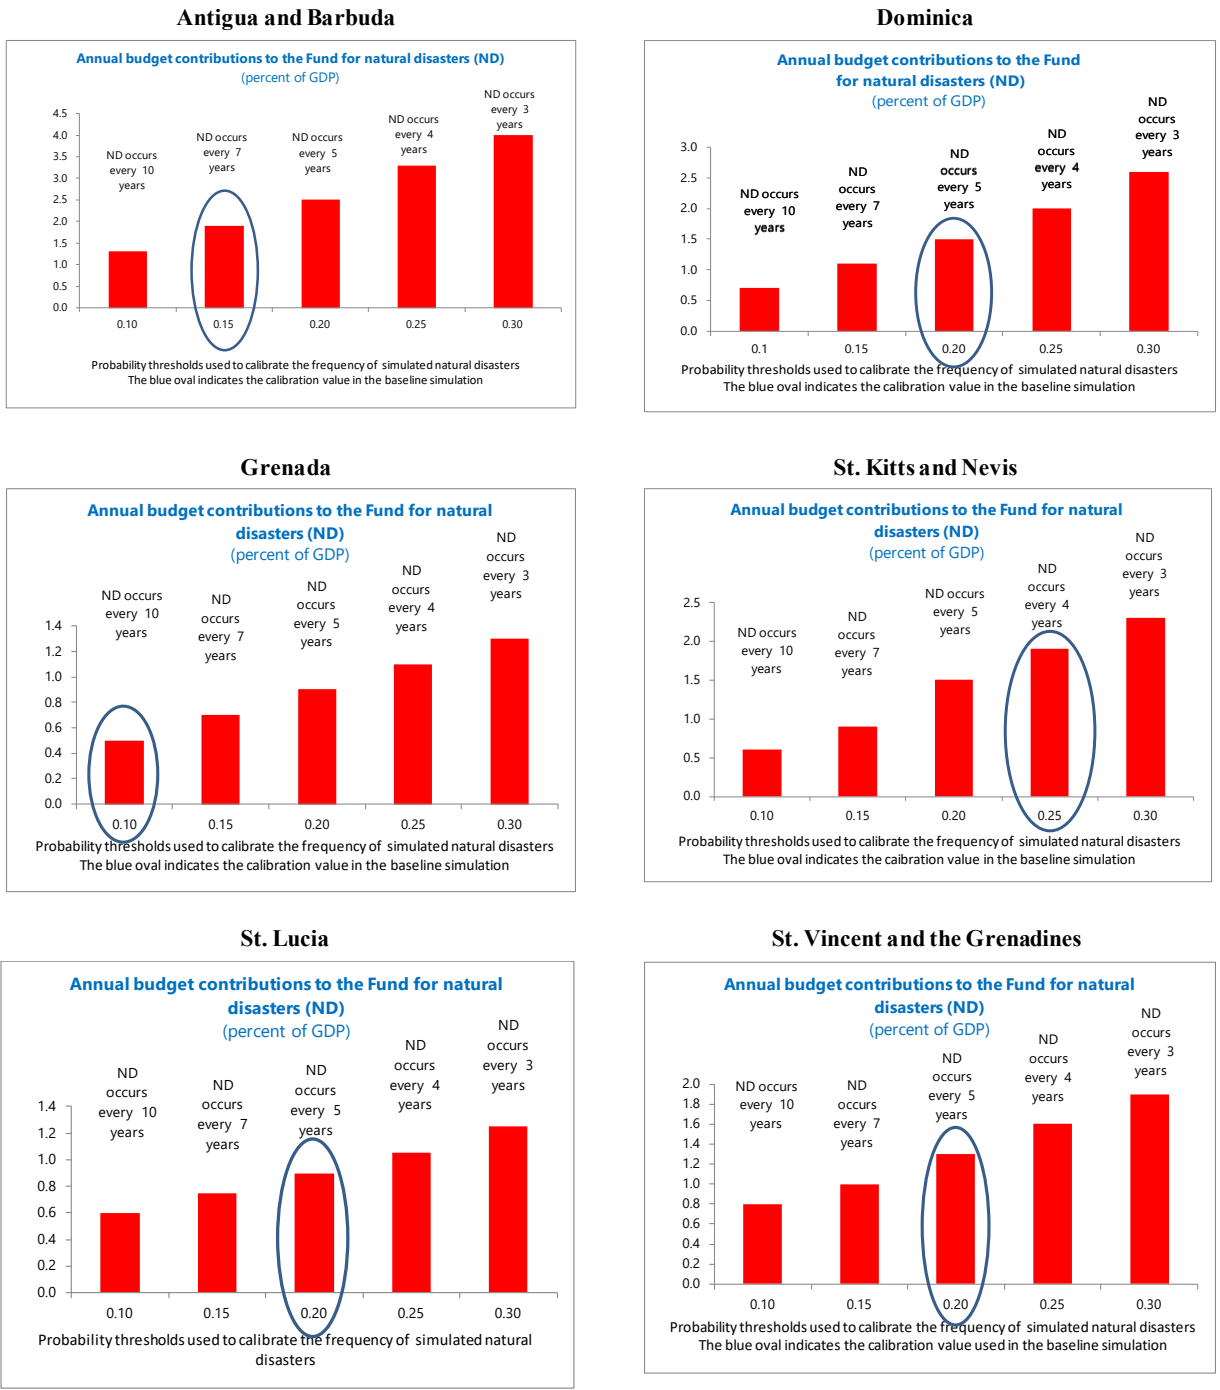 Antigua and Barbuda
Annual budget contributions to the Fund for natural disasters (ND)
(percent of GDP)
ND occurs
every 10
years
ND occurs
every 7
years
ND occurs
every 5
years
ND occurs
every 4
years
ND occurs
every 3
years
4.5
4.0
3.5
3.0
2.5
2.0
1.5
1.0
0.5
0.0
0.10 0.15 0.20 0.25 0.30
Probability thresholds used to calibrate the frequency of simulated natural disasters
The blue oval indicates the calibration value in the baseline simulation
Dominica
Annual budget contributions to the Fund
for natural disasters (ND)
(percent of GDP)
ND occurs
every 10
years
ND
occurs
every 7
years
ND
occurs
every 5
years
ND
occurs
every 4
years
ND
occurs
every 3
years
3.0
2.5
2.0
1.5
1.0
0.5
0.0
0.1 0.15 0.20 0.25 0.30
Probability thresholds used to calibrate the frequency of simulated natural disasters
The blue oval indicates the calibration value in the baseline simulation
Grenada
Annual budget contributions to the Fund for natural
disasters (ND)
(percent of GDP)
ND occurs
every 10
years
ND
occurs
every 7
years
ND
occurs
every 5
years
ND
occurs
every 4
years
ND
occurs
every 3
years
1.4
1.2
1.0
0.8
0.6
0.4
0.2
0.0
0.10 0.15 0.20 0.25 0.30
Probability thresholds used to calibrate the frequency of simulated natural disasters
The blue oval indicates the calibration value in the baseline simulation
St. Kitts and Nevis
Annual budget contributions to the Fund for natural
disasters (ND)
(percent of GDP)
ND occurs
every 10
years
ND
occurs
every 7
years
ND occurs
every 5
years
ND
occurs
every 4
years
ND
occurs
every 3
years
2.5
2.0
1.5
1.0
0.5
0.0
0.10 0.15 0.20 0.25 0.30
Probability thresholds used to calibrate the frequency of simulated natural disasters
The blue oval indicates the caibration value in the baseline simulation
St. Lucia
Annual budget contributions to the Fund for natural
disasters (ND)
(percent of GDP)
ND
occurs
every 10
years
ND
occurs
every 7
years
ND
occurs
every 5
years
ND
occurs
every 4
years
ND
occurs
every 3
years
1.4
1.2
1.0
0.8
0.6
0.4
0.2
0.0
0.10 0.15 0.20 0.25 0.30
Probability thresholds used to calibrate the frequency of simulated natural
disasters
St. Vincent and the Grenadines
Annual budget contributions to the Fund for natural
disasters (ND)
(percent of GDP)
ND occurs
every 10
years
ND
occurs
every 7
years
ND
occurs
every 5
years
ND
occurs
every 4
years
ND
occurs
every 3
years
2.0
1.8
1.6
1.4
1.2
1.0
0.8
0.6
0.4
0.2
0.0
0.10 0.15 0.20 0.25 0.30
Probability thresholds used to calibrate the frequency of simulated natural disasters
The blue oval indicates the calibration value used in the baseline simulation